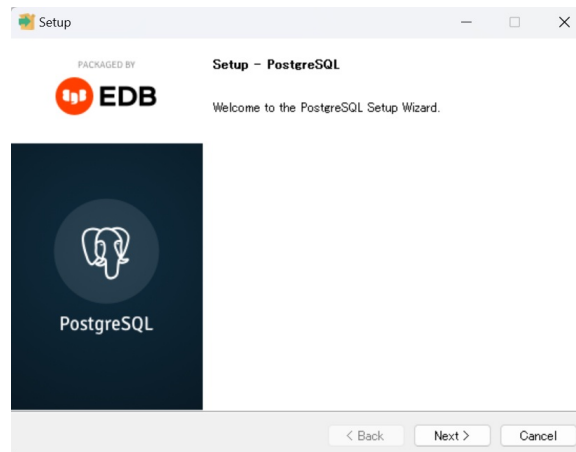 Setup
PACKAGED BY
EDB
Setup - PostgreSQL
Welcome to the PostgreSQL Setup Wizard.
PostgreSQL
< Back
Next >
Cancel